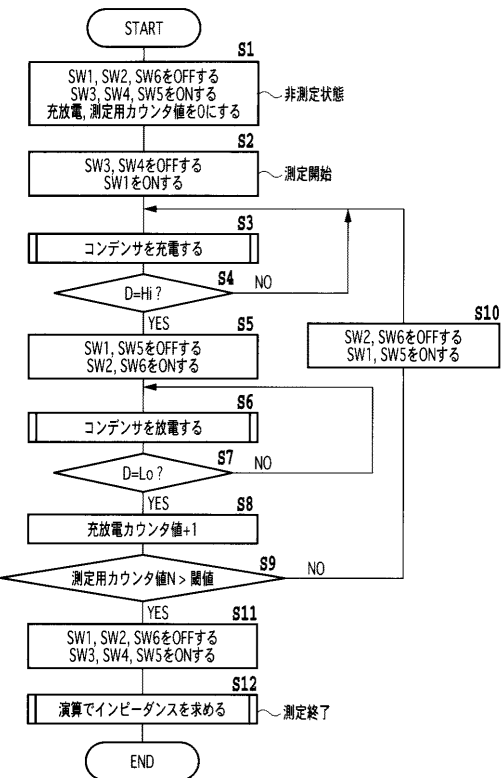 START
S1
SW1, SW2, SW6をOFFする
SW3, SW4, SW5をONする
充放電, 測定用カウンタ値を0にする
非測定状態
S2
SW3, SW4をOFFする
SW1をONする
測定開始
S3
コンデンサを充電する
S4
D=Hi?
NO
YES
S5
SW1, SW5をOFFする
SW2, SW6をONする
S10
SW2, SW6をOFFする
SW1, SW5をONする
S6
コンデンサを放電する
S7
D=Lo?
NO
YES
S8
充放電カウンタ値+1
S9
測定用カウンタ値N > 閾値
NO
YES
S11
SW1, SW2, SW6をOFFする
SW3, SW4, SW5をONする
S12
演算でインピーダンスを求める
測定終了
END